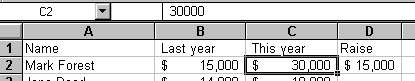 C2 30000
A B C D
1 Name Last year This year Raise
2 Mark Forest $ 15,000 $ 30,000 $ 15,000